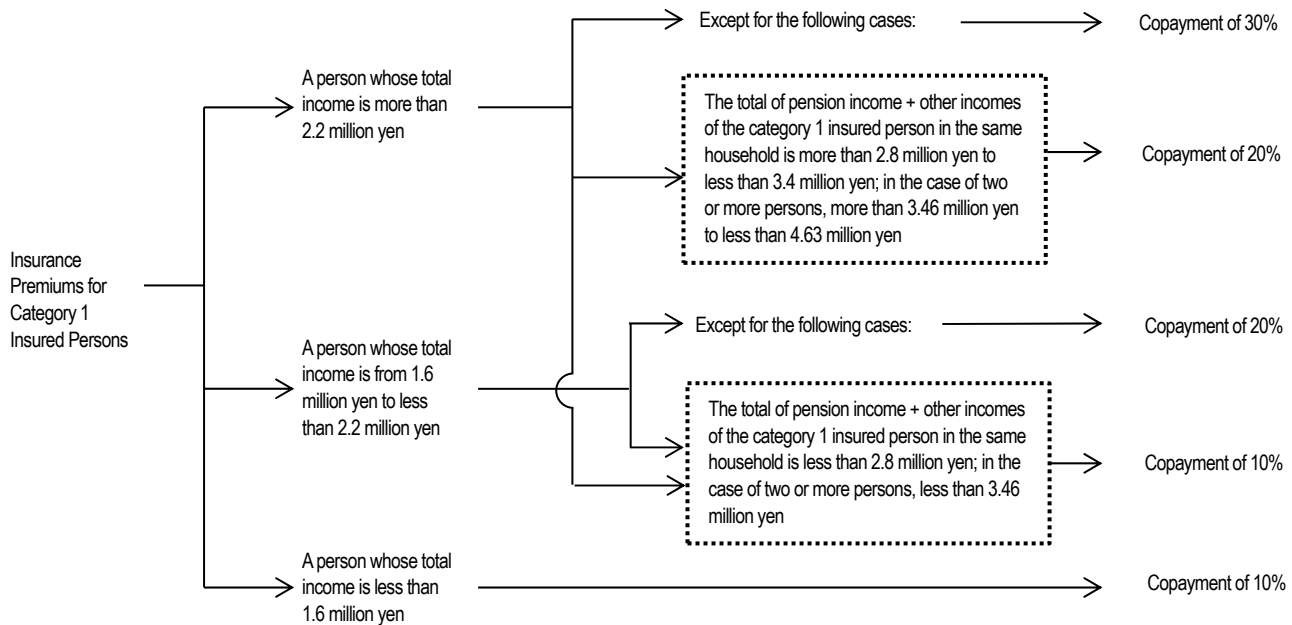 Insurance
Premiums for
Category 1
Insured Persons
A person whose total
income is more than
2.2 million yen
Except for the following cases:
Copayment of 30%
The total of pension income + other incomes
of the category 1 insured person in the same
household is more than 2.8 million yen to
less than 3.4 million yen; in the case of two
or more persons, more than 3.46 million yen
to less than 4.63 million yen
Copayment of 20%
A person whose total
income is from 1.6
million yen to less
than 2.2 million yen
Except for the following cases:
Copayment of 20%
The total of pension income + other incomes
of the category 1 insured person in the same
household is less than 2.8 million yen; in the
case of two or more persons, less than 3.46
million yen
Copayment of 10%
A person whose total
income is less than
1.6 million yen
Copayment of 10%